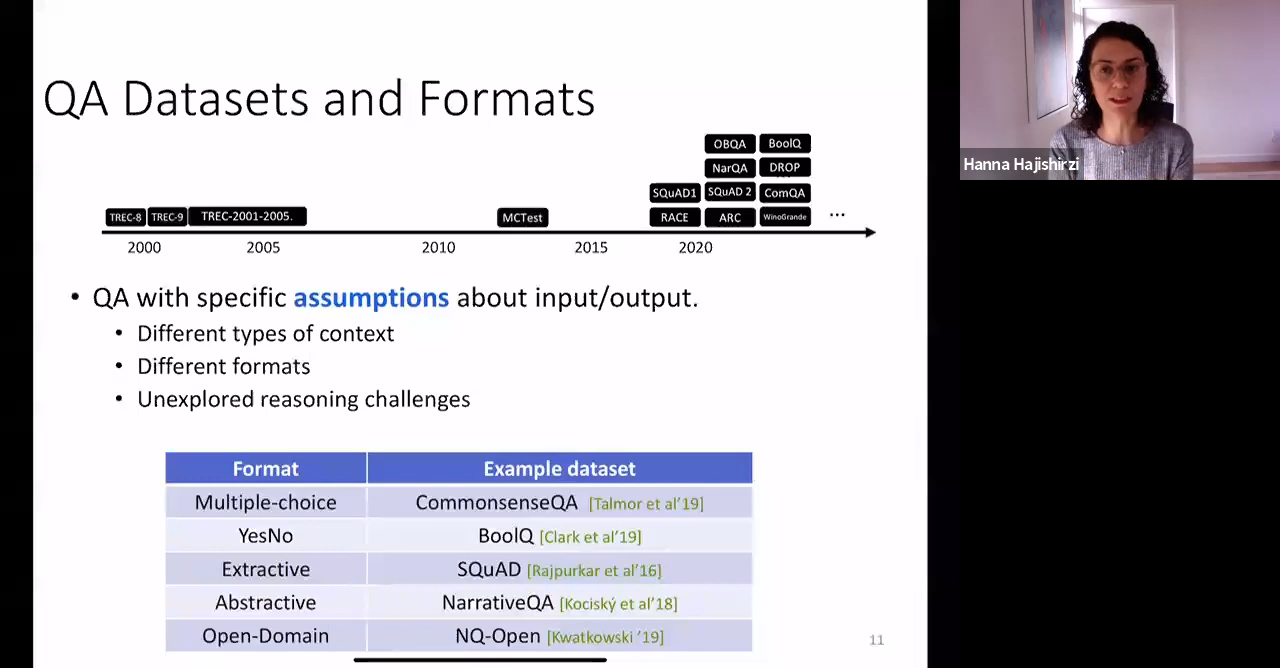 QA Datasets and Formats
Hanna Hajishirzi
OBQA BoolQ
NarQA DROP
SQuAD1 SQuAD 2 ComQA
TREC-8 TREC-9 TREC-2001-2005. MCTest RACE ARC WinoGrande ...
2000 2005 2010 2015 2020
• QA with specific assumptions about input/output.
• Different types of context
• Different formats
• Unexplored reasoning challenges
Format Example dataset
Multiple-choice CommonsenseQA [Talmor et al’19]
YesNo BoolQ [Clark et al’19]
Extractive SQuAD [Rajpurkar et al’16]
Abstractive NarrativeQA [Kociský et al’18]
Open-Domain NQ-Open [Kwatkowski ’19]
11